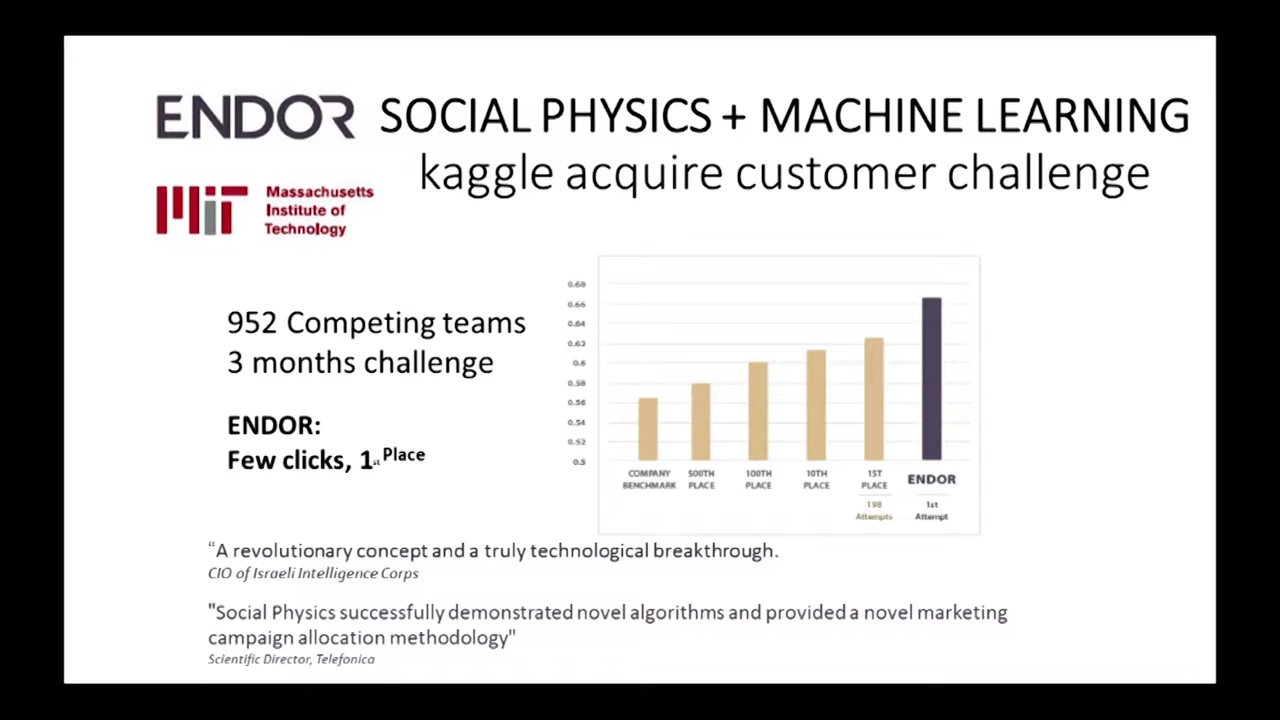 ENDOR
SOCIAL PHYSICS + MACHINE LEARNING
kaggle acquire customer challenge
MIT
Massachusetts
Institute of
Technology
952 Competing teams
3 months challenge
ENDOR:
Few clicks, 1st Place
0.68
0.66
0.64
0.62
0.6
0.58
0.56
0.54
0.52
0.5
COMPANY
BENCHMARK
500TH
PLACE
100TH
PLACE
10TH
PLACE
1ST
PLACE
198
Attempts
ENDOR
1st
Attempt
“A revolutionary concept and a truly technological breakthrough.
CIO of Israeli Intelligence Corps
"Social Physics successfully demonstrated novel algorithms and provided a novel marketing
campaign allocation methodology"
Scientific Director, Telefonica